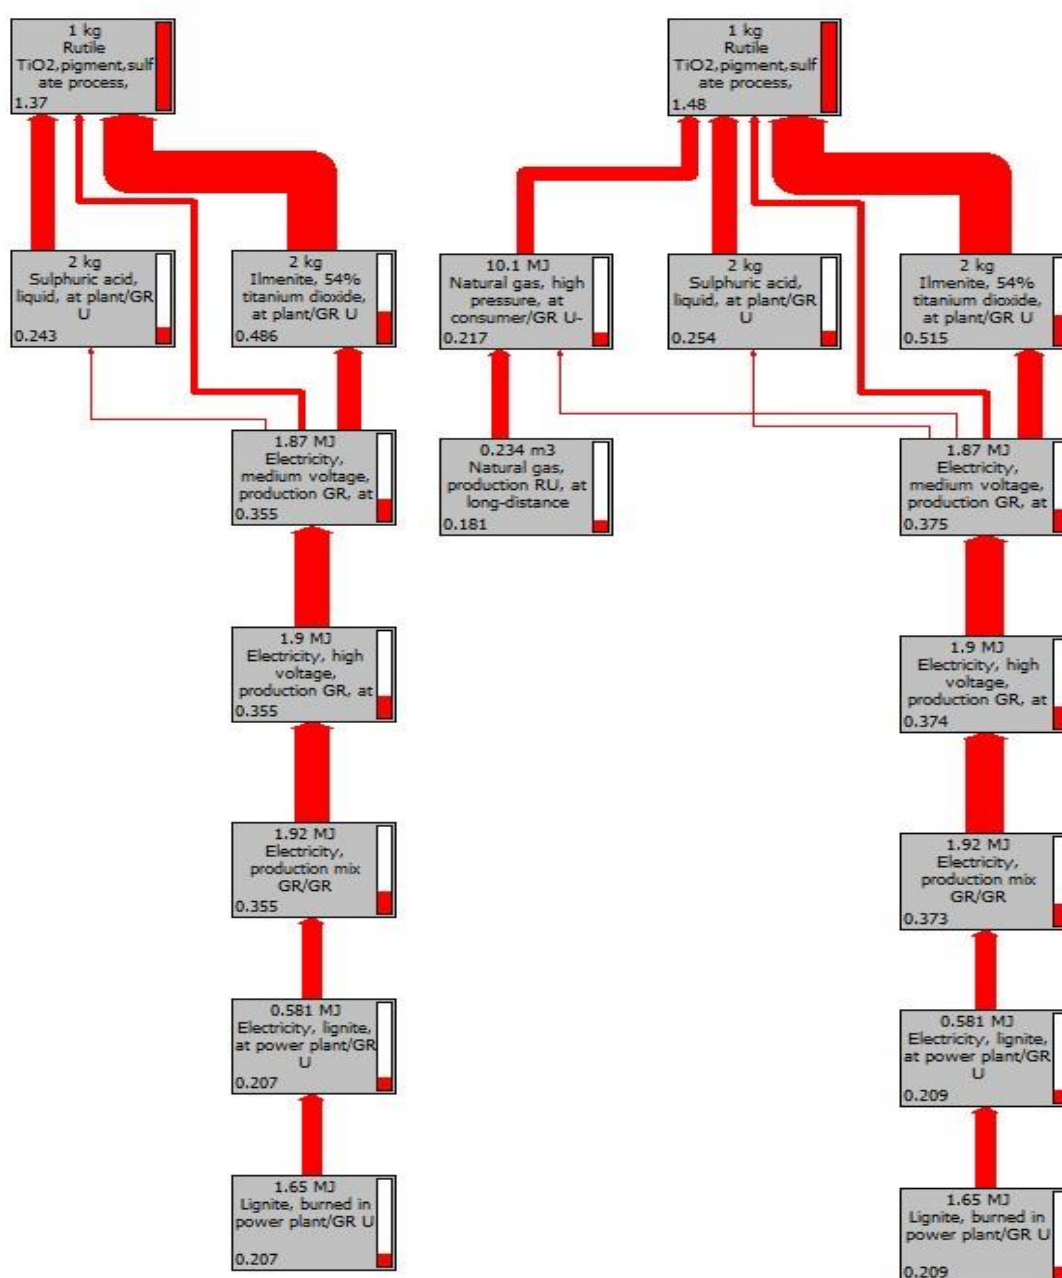 1 kg
Rutile
TiO2,pigment,sulf
ate process,
1.37
2 kg
Sulphuric acid,
liquid, at plant/GR
U
0.243
2 kg
Ilmenite, 54%
titanium dioxide,
at plant/GR U
0.486
1.87 MJ
Electricity,
medium voltage,
production GR, at
0.355
1.9 MJ
Electricity, high
voltage,
production GR, at
0.355
1.92 MJ
Electricity,
production mix
GR/GR
0.355
0.581 MJ
Electricity, lignite,
at power plant/GR
U
0.207
1.65 MJ
Lignite, burned in
power plant/GR U
0.207
1 kg
Rutile
TiO2,pigment,sulf
ate process,
1.48
10.1 MJ
Natural gas, high
pressure, at
consumer/GR U-
0.217
2 kg
Sulphuric acid,
liquid, at plant/GR
U
0.254
2 kg
Ilmenite, 54%
titanium dioxide,
at plant/GR U
0.515
0.234 m3
Natural gas,
production RU, at
long-distance
0.181
1.87 MJ
Electricity,
medium voltage,
production GR, at
0.375
1.9 MJ
Electricity, high
voltage,
production GR, at
0.374
1.92 MJ
Electricity,
production mix
GR/GR
0.373
0.581 MJ
Electricity, lignite,
at power plant/GR
U
0.209
1.65 MJ
Lignite, burned in
power plant/GR U
0.209